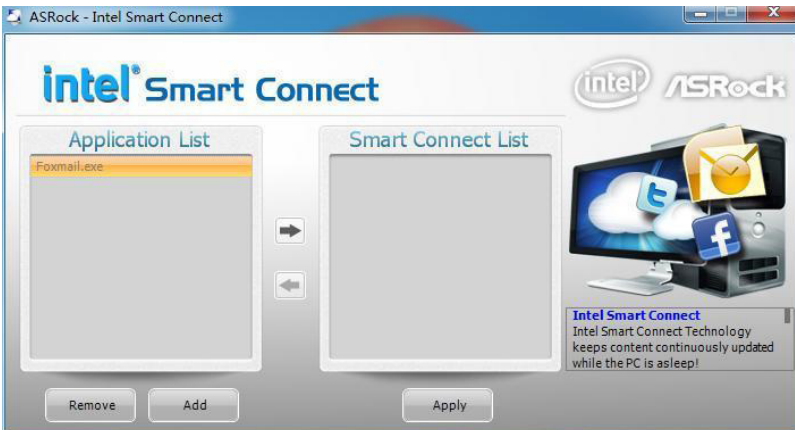 ASRock - Intel Smart Connect
intel Smart Connect
intel ASRock
Application List
Smart Connect List
Foxmail.exe
Intel Smart Connect
Intel Smart Connect Technology
keeps content continuously updated
while the PC is asleep!
Remove
Add
Apply